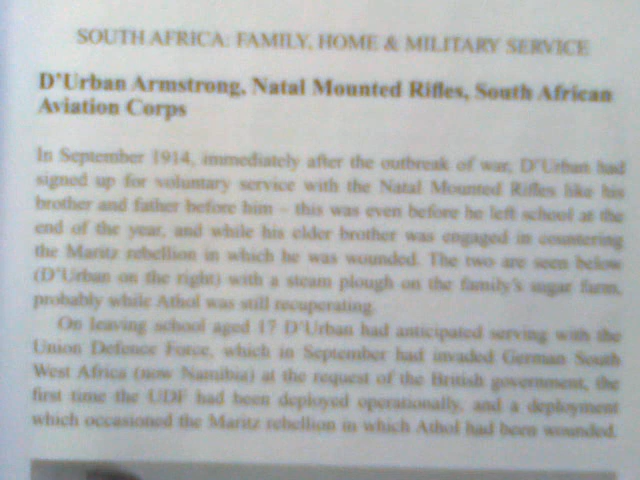 SOUTH AFRICA: FAMILY, HOME & MILITARY SERVICE
D'Urban Armstrong, Natal Mounted Rifles, South African
Aviation Corps
In September 1914, immediately after the outbreak of war, D'Urban had
signed up for voluntary service with the Natal Mounted Rifles like his
brother and father before him – this was even before he left school at the
end of the year, and while his elder brother was engaged in countering
the Maritz rebellion in which he was wounded. The two are seen below
(D'Urban on the right) with a steam plough on the family's sugar farm,
probably while Athol was still recuperating.
On leaving school aged 17 D'Urban had anticipated serving with the
Union Defence Force, which in September had invaded German South
West Africa (now Namibia) at the request of the British government, the
first time the UDF had been deployed operationally, and a deployment
which occasioned the Maritz rebellion in which Athol had been wounded.